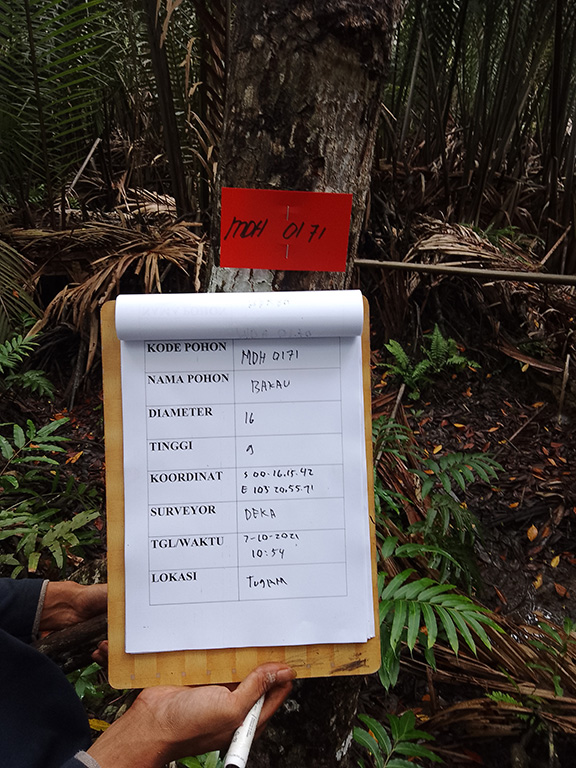 MDH 0171
KODE POHON MDH 0171
NAMA POHON BAKAU
DIAMETER 16
TINGGI 9
KOORDINAT S 00.16.15.42
E 103 20.55.71
SURVEYOR DEKA
TGL/WAKTU 7-10-2021
10:54
LOKASI